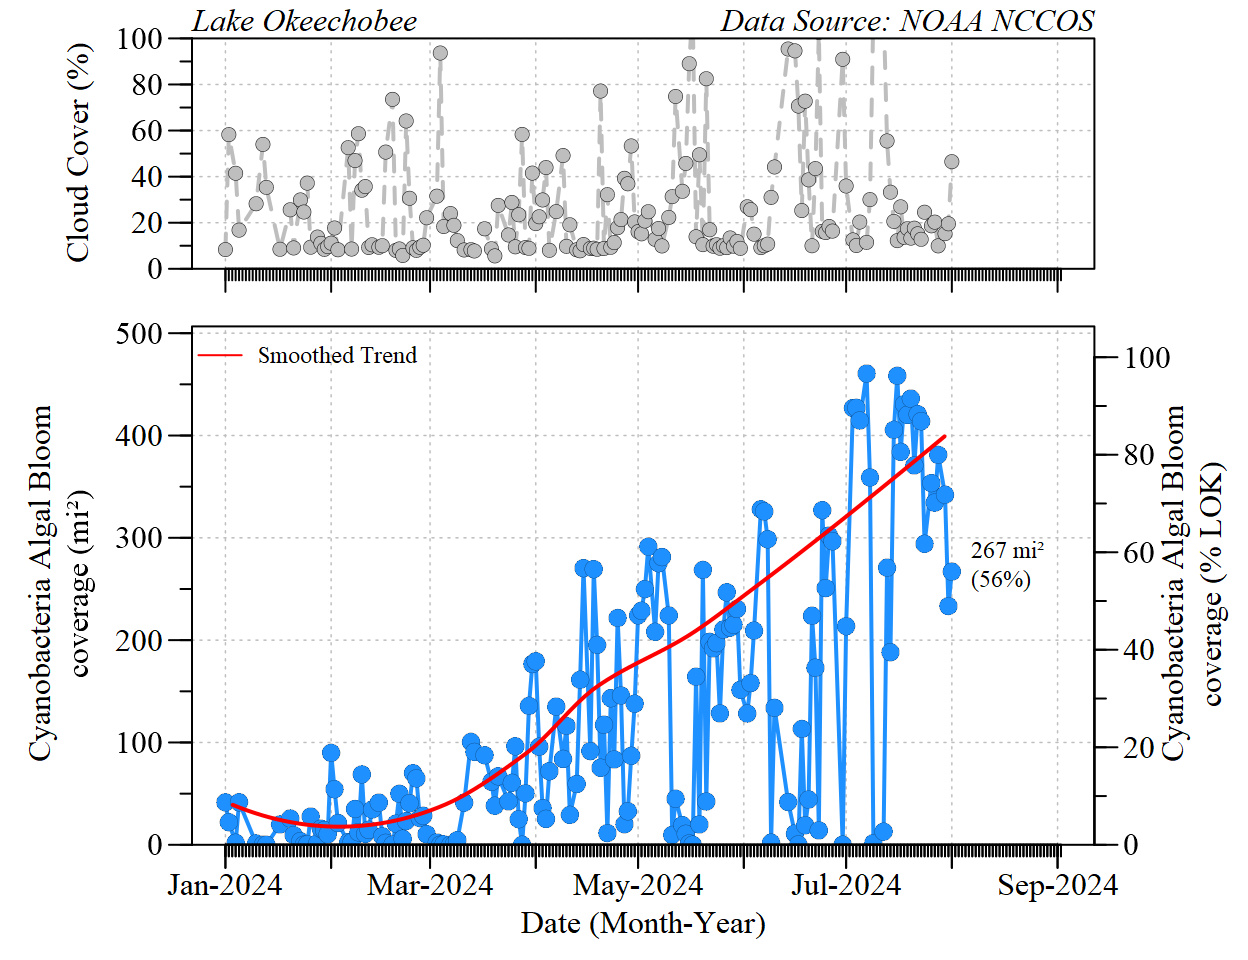 Lake Okeechobee
Data Source: NOAA NCCOS
Cloud Cover (%)
100
80
60
40
20
0
Smoothed Trend
Cyanobacteria Algal Bloom
coverage (mi²)
500
400
300
200
100
0
267 mi²
(56%)
100
80
60
40
20
0
Cyanobacteria Algal Bloom
coverage (% LOK)
Jan-2024
Mar-2024
May-2024
Jul-2024
Sep-2024
Date (Month-Year)